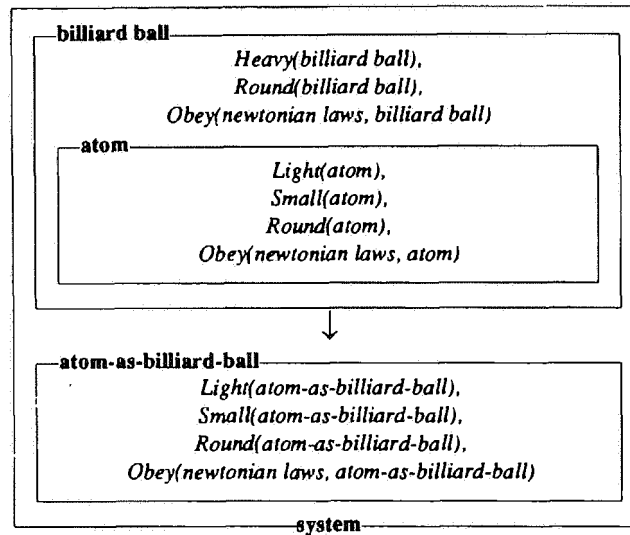 billiard ball
Heavy(billiard ball),
Round(billiard ball),
Obey(newtonian laws, billiard ball)
atom
Light(atom),
Small(atom),
Round(atom),
Obey(newtonian laws, atom)
↓
atom-as-billiard-ball
Light(atom-as-billiard-ball),
Small(atom-as-billiard-ball),
Round(atom-as-billiard-ball),
Obey(newtonian laws, atom-as-billiard-ball)
system